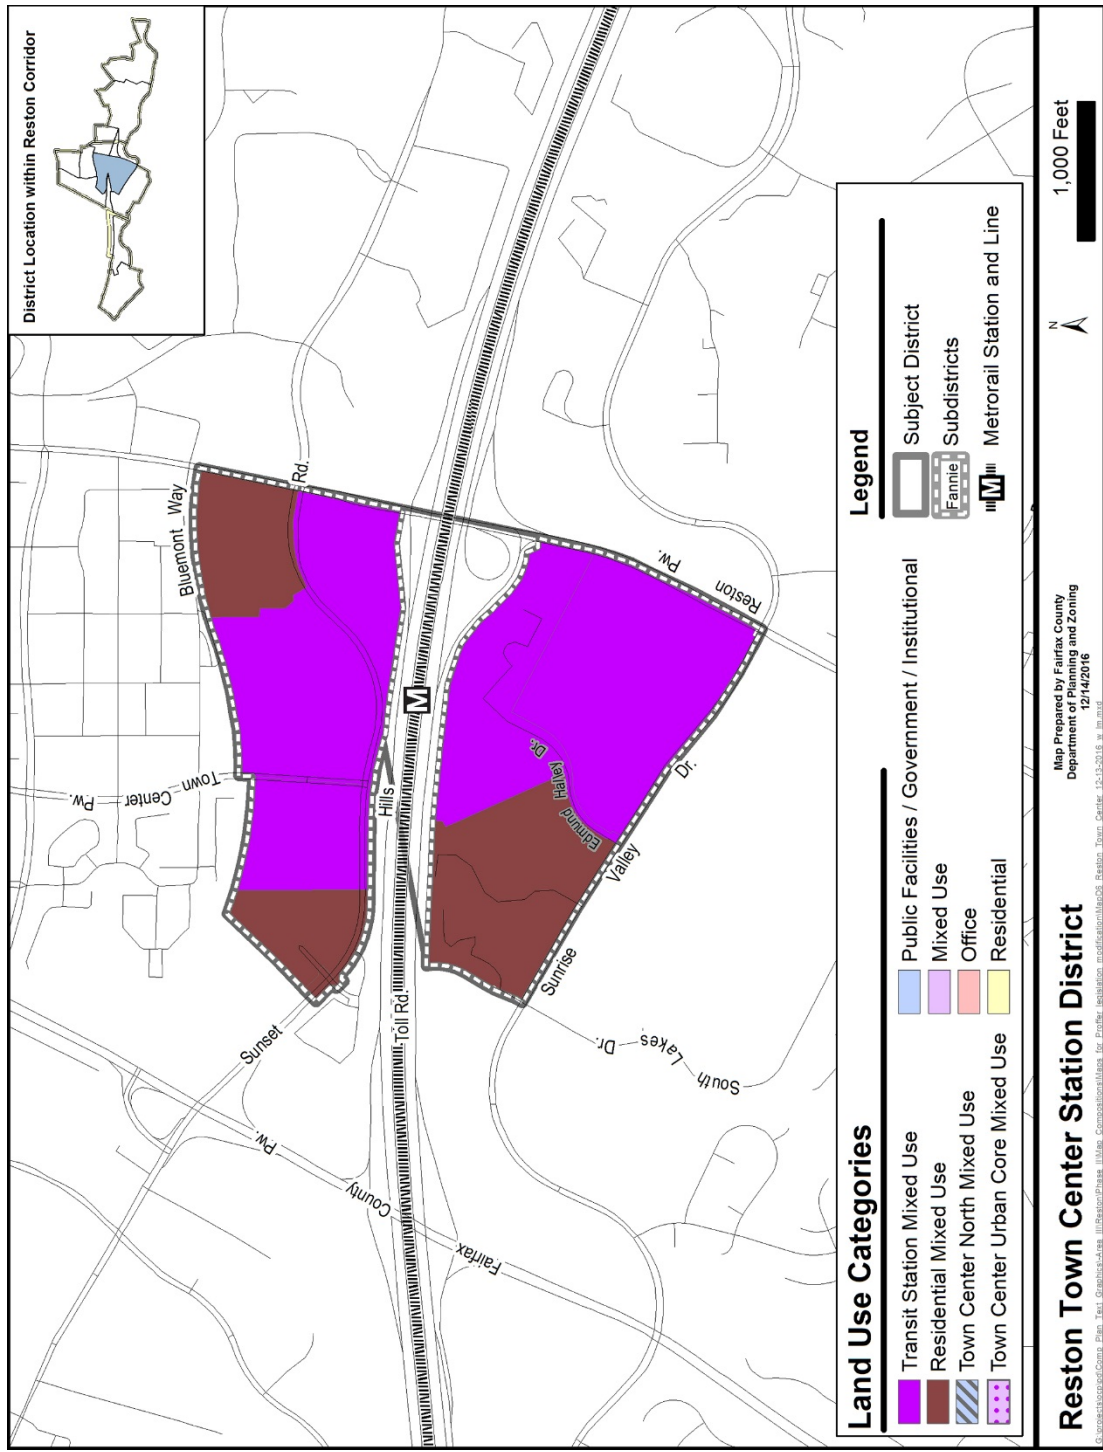 District Location within Reston Corridor
Bluemont Way
Rd.
Town Center Pw.
Hills
Sunset
Toll Rd.
Dr.
Edmund Halley
Reston
Pw.
Dr.
Valley
Sunrise
Dr.
Lakes
South
Pw.
County
Fairfax
Land Use Categories
Transit Station Mixed Use
Residential Mixed Use
Town Center North Mixed Use
Town Center Urban Core Mixed Use
Public Facilities / Government / Institutional
Mixed Use
Office
Residential
Legend
Subject District
Fannie
Subdistricts
M
Metrorail Station and Line
M
Reston Town Center Station District
Map Prepared by Fairfax County
Department of Planning and Zoning
12/14/2016
N
1,000 Feet